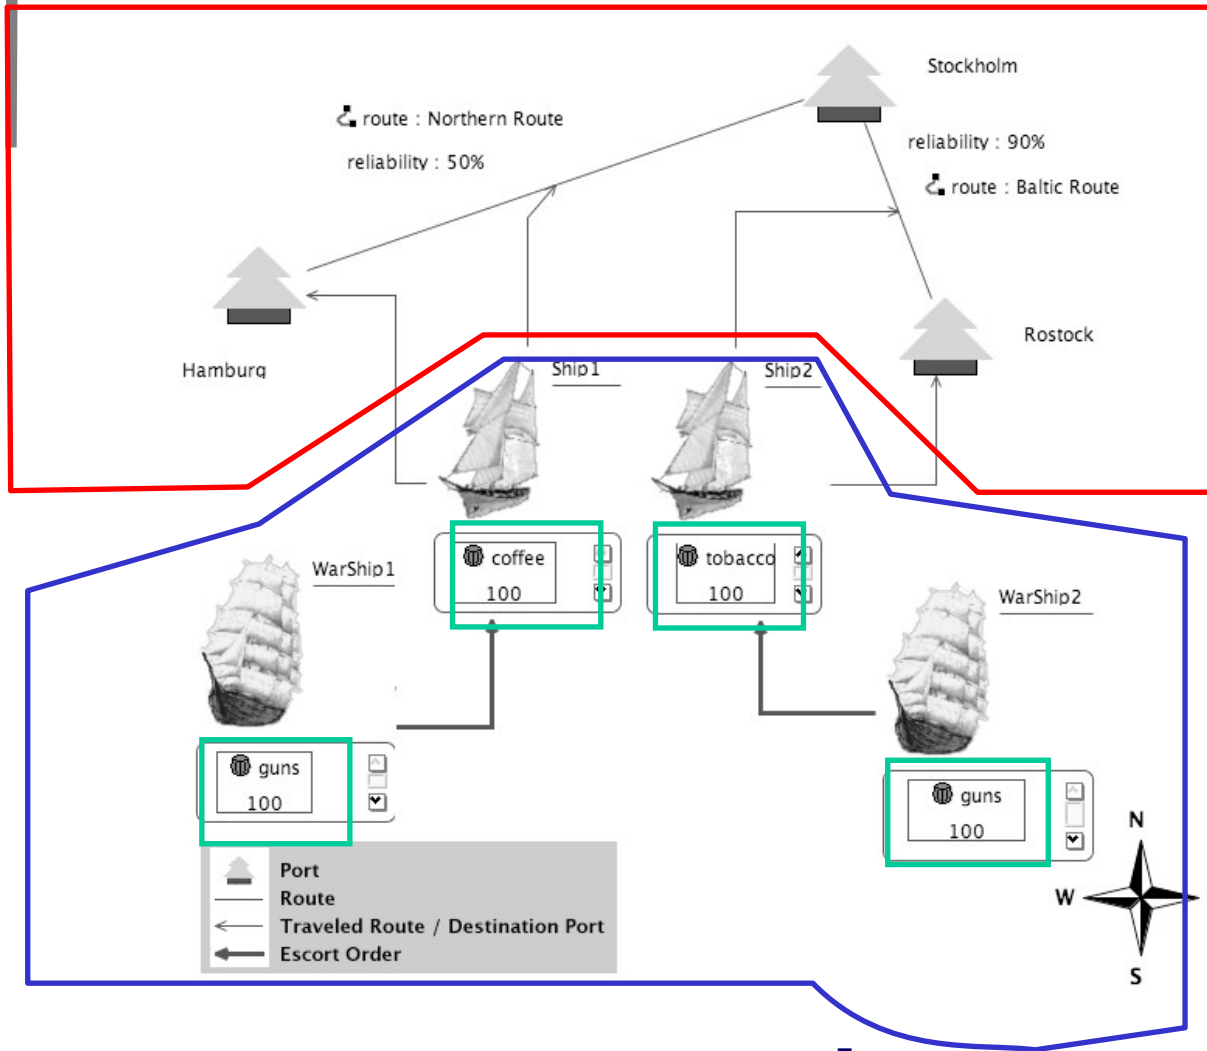 Stockholm
route : Northern Route
reliability : 50%
reliability : 90%
route : Baltic Route
Rostock
Hamburg
Ship1
Ship2
coffee
100
tobacco
100
WarShip1
WarShip2
guns
100
guns
100
Port
Route
Traveled Route / Destination Port
Escort Order
N
W
S